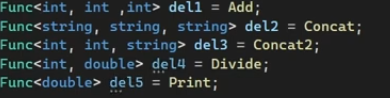 Func<int, int ,int> del1 = Add;
Func<string, string, string> del2 = Concat;
Func<int, int, string> del3 = Concat2;
Func<int, double> del4 = Divide;
Func<double> del5 = Print;